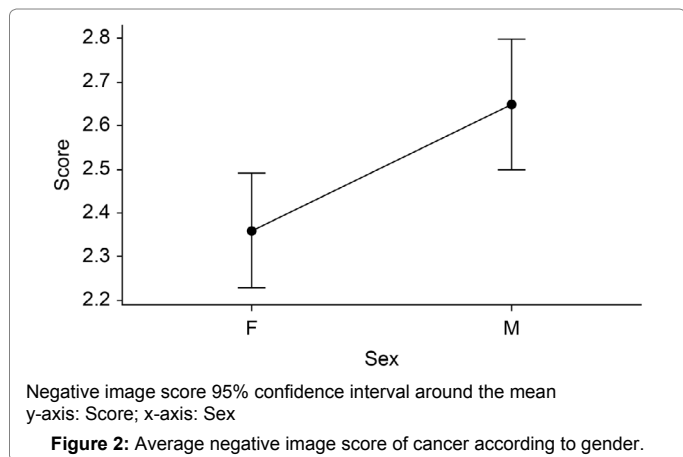 2.8
2.7
2.6
2.5
2.4
2.3
2.2
Score
F M
Sex
Negative image score 95% confidence interval around the mean
y-axis: Score; x-axis: Sex
Figure 2: Average negative image score of cancer according to gender.